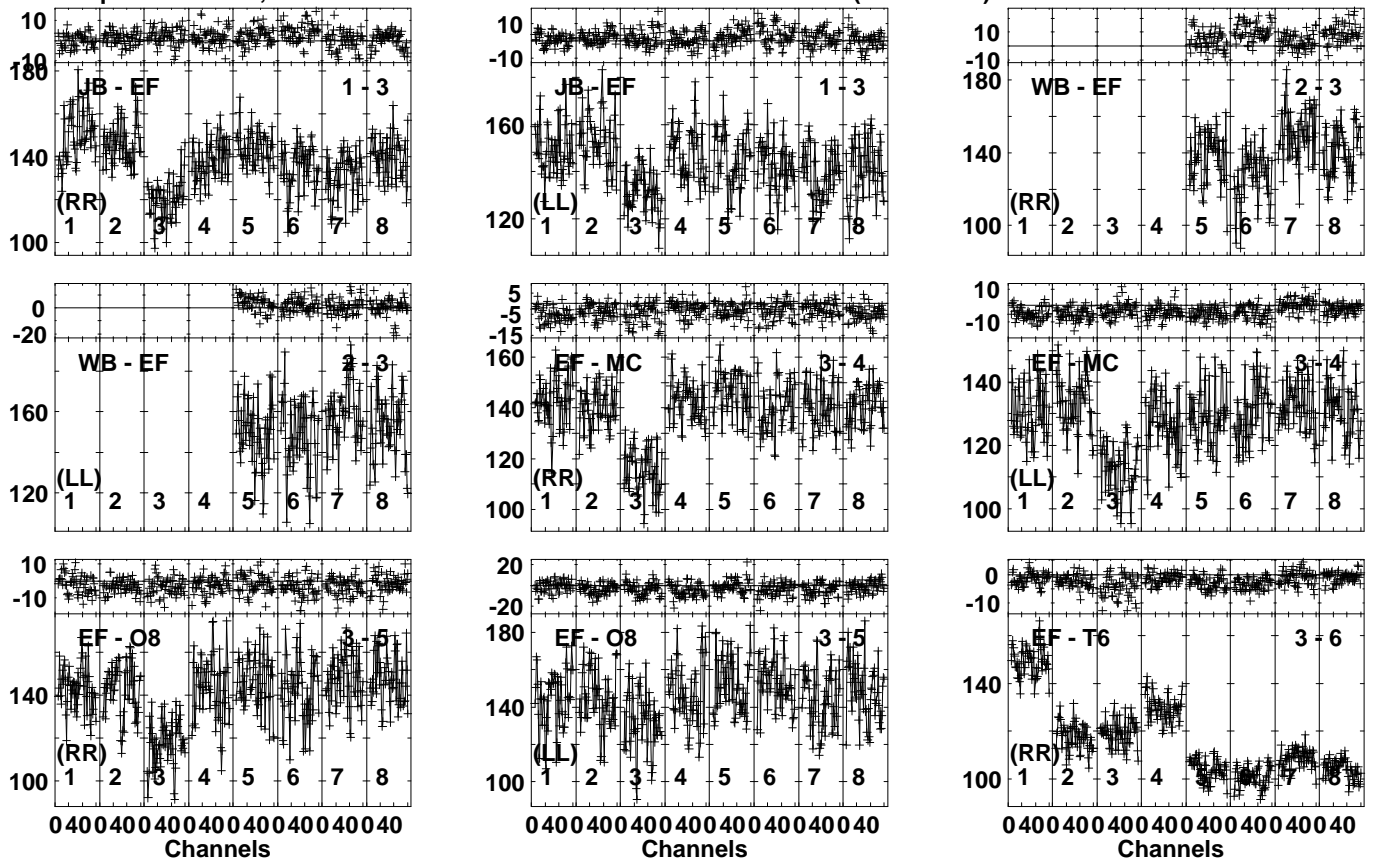 10 10 10
-10 -10 -10
180 JB - EF 1 - 3 JB - EF 1 - 3 180 WB - EF 2 - 3
140 160 140
(RR) (LL) (RR)
1 2 3 4 5 6 7 8 120 1 2 3 4 5 6 7 8 1 2 3 4 5 6 7 8
100 100
0 5 10
-5 -10
-20 -15
WB - EF 2 - 3 160 EF - MC 3 - 4 EF - MC 3 - 4
160 140 140
120 120
(LL) (RR) (LL)
120 1 2 3 4 5 6 7 8 1 2 3 4 5 6 7 8 100 1 2 3 4 5 6 7 8
100
10 20 0
-10 -20 -10
EF - O8 3 - 5 180 EF - O8 3 - 5 EF - T6 3 - 6
140 140 140
(RR) (LL) (RR)
100 1 2 3 4 5 6 7 8 100 1 2 3 4 5 6 7 8 100 1 2 3 4 5 6 7 8
0 40 0 40 0 40 0 40 0 40 0 40 0 40 0 40 0 40 0 40 0 40 0 40 0 40 0 40 0 40 0 40 0 40 0 40 0 40 0 40 0 40 0 40 0 40 0 40
Channels Channels Channels